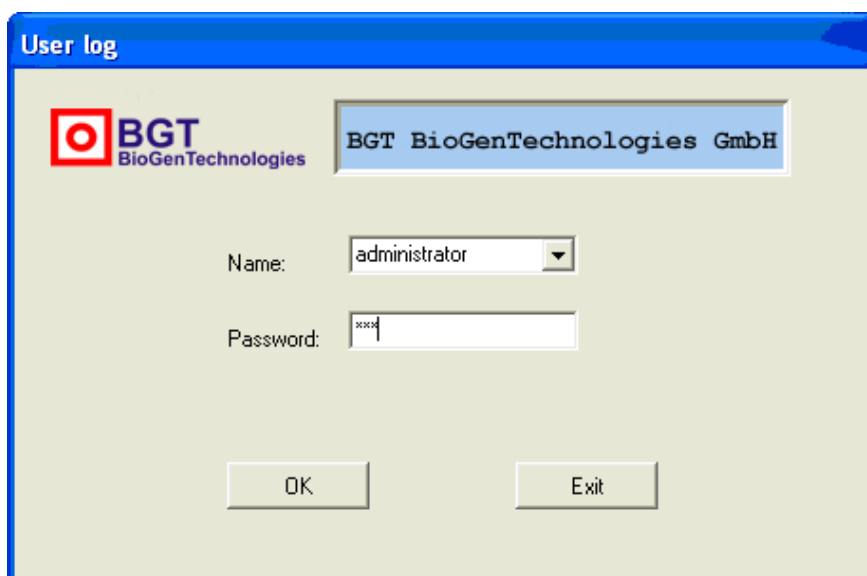 User log
BGT
BioGenTechnologies
BGT BioGenTechnologies GmbH
Name: administrator
Password: ***
OK Exit